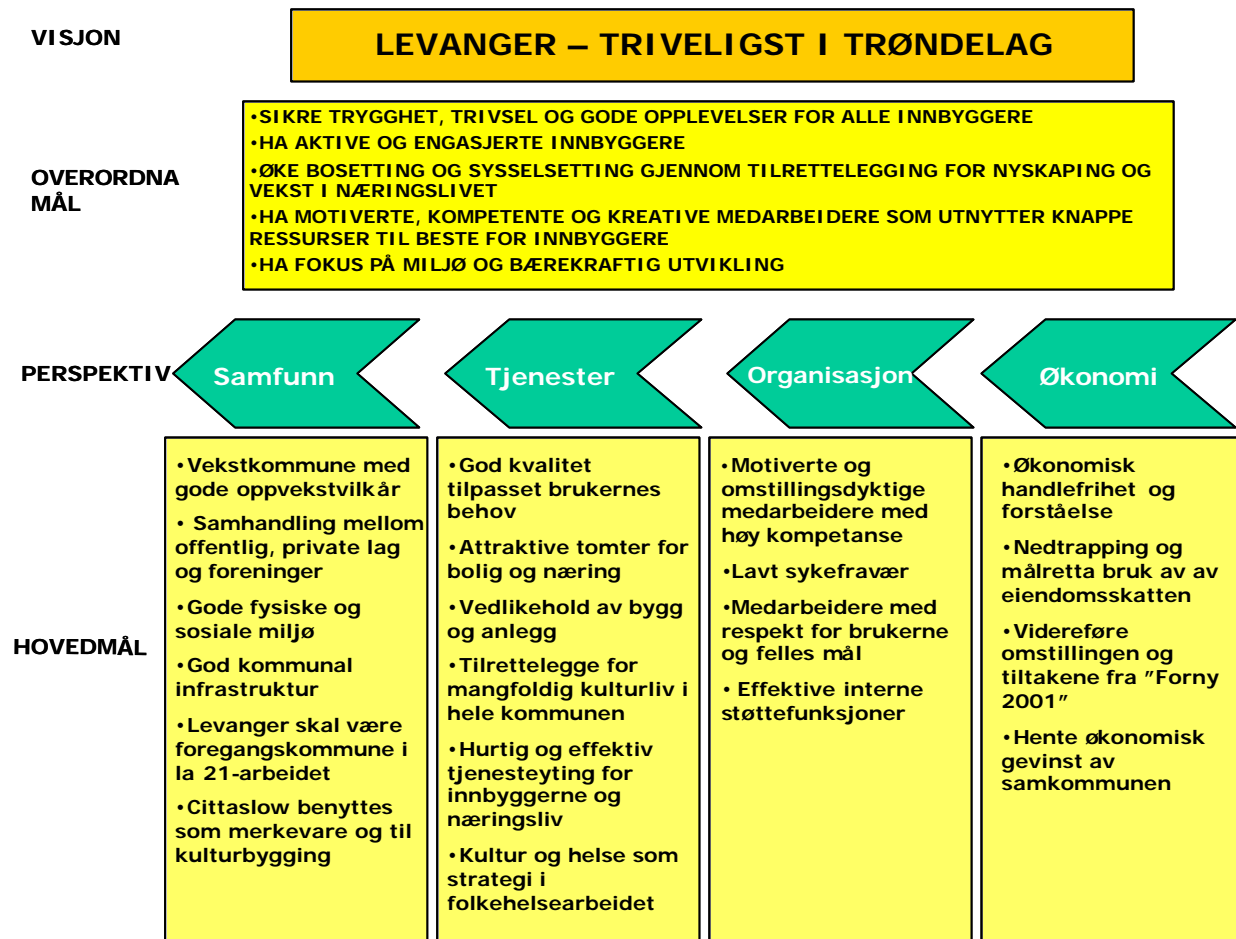 VISJON
LEVANGER – TRIVELIGST I TRØNDELAG
OVERORDNA
MÅL
•SIKRE TRYGGHET, TRIVSEL OG GODE OPPLEVELSER FOR ALLE INNBYGGERE
•HA AKTIVE OG ENGASJERTE INNBYGGERE
•ØKE BOSETTING OG SYSSELSETTING GJENNOM TILRETTELEGGING FOR NYSKAPING OG
VEKST I NÆRINGSLIVET
•HA MOTIVERTE, KOMPETENTE OG KREATIVE MEDARBEIDERE SOM UTNYTTER KNAPPE
RESSURSER TIL BESTE FOR INNBYGGERE
•HA FOKUS PÅ MILJØ OG BÆREKRAFTIG UTVIKLING
PERSPEKTIV
Samfunn
Tjenester
Organisasjon
Økonomi
HOVEDMÅL
•Vekstkommune med
gode oppvekstvilkår
• Samhandling mellom
offentlig, private lag
og foreninger
•Gode fysiske og
sosiale miljø
•God kommunal
infrastruktur
•Levanger skal være
foregangskommune i
la 21-arbeidet
•Cittaslow benyttes
som merkevare og til
kulturbygging
•God kvalitet
tilpasset brukernes
behov
•Attraktive tomter for
bolig og næring
•Vedlikehold av bygg
og anlegg
•Tilrettelegge for
mangfoldig kulturliv i
hele kommunen
•Hurtig og effektiv
tjenesteyting for
innbyggerne og
næringsliv
•Kultur og helse som
strategi i
folkehelsearbeidet
•Motiverte og
omstillingsdyktige
medarbeidere med
høy kompetanse
•Lavt sykefravær
•Medarbeidere med
respekt for brukerne
og felles mål
• Effektive interne
støttefunksjoner
•Økonomisk
handlefrihet og
forståelse
•Nedtrapping og
målretta bruk av av
eiendomsskatten
•Videreføre
omstillingen og
tiltakene fra ”Forny
2001”
•Hente økonomisk
gevinst av
samkommunen